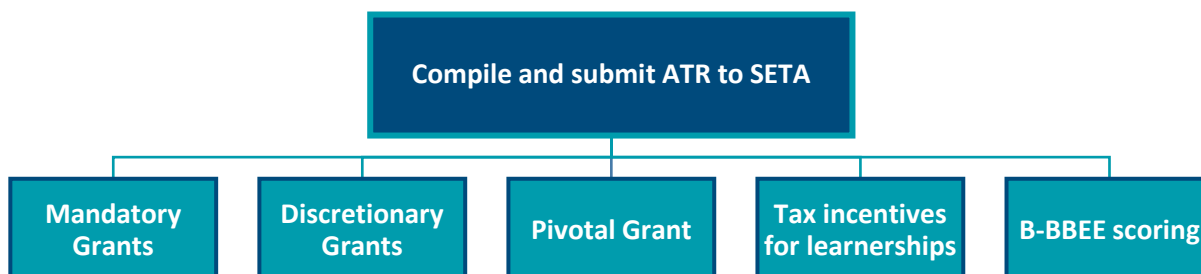 Compile and submit ATR to SETA
Mandatory
Grants
Discretionary
Grants
Pivotal Grant
Tax incentives
for learnerships
B-BBEE scoring